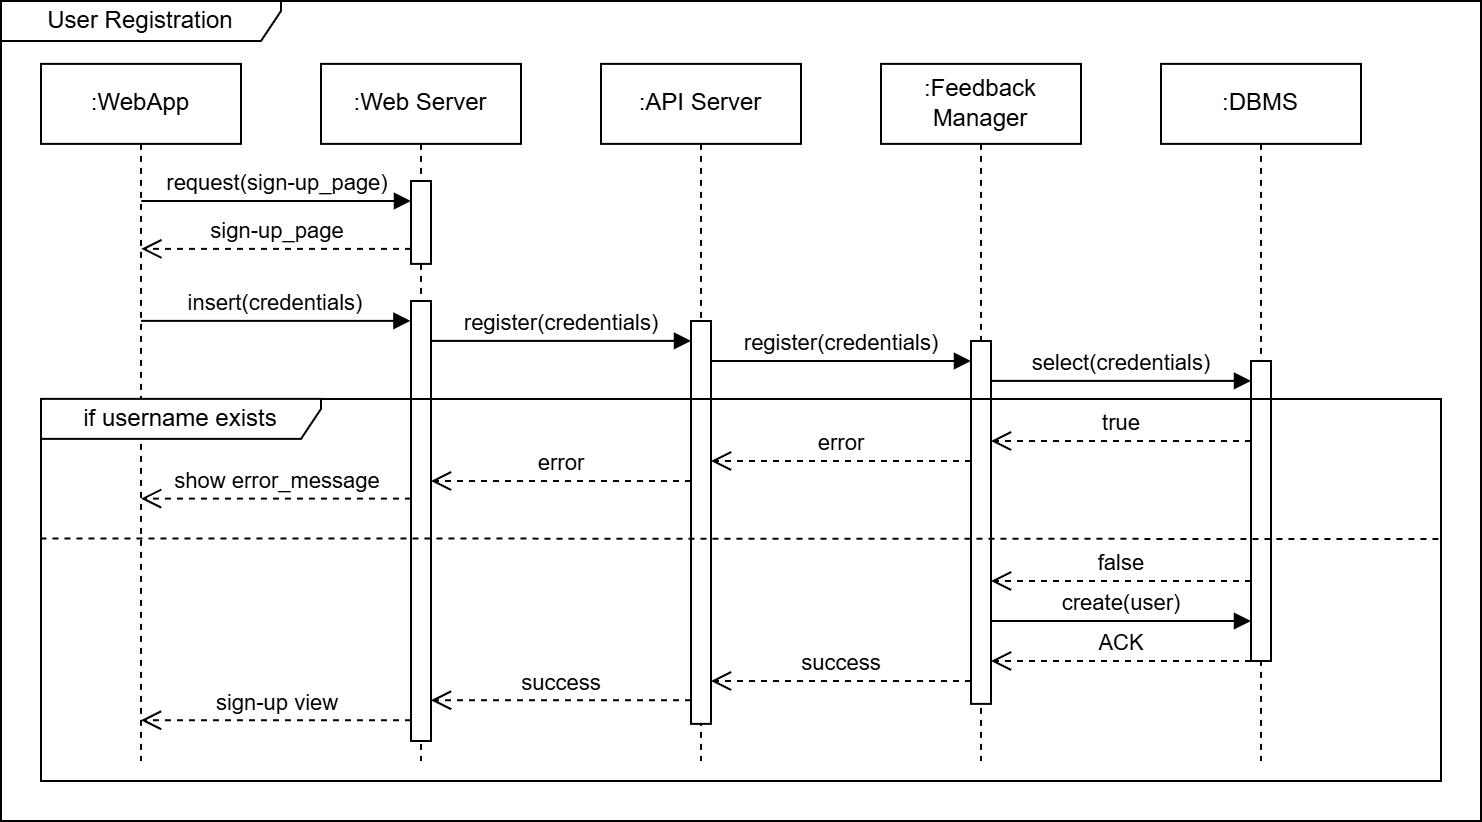 User Registration
:WebApp
:Web Server
:API Server
:Feedback
Manager
:DBMS
request(sign-up_page)
sign-up_page
insert(credentials)
register(credentials)
register(credentials)
select(credentials)
if username exists
true
error
error
show error_message
false
create(user)
ACK
success
success
sign-up view